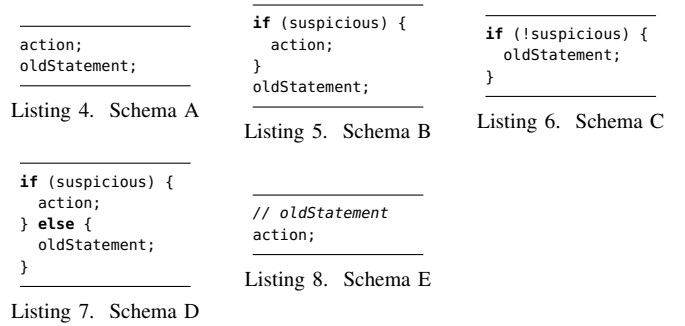 action;
oldStatement;
Listing 4. Schema A
if (suspicious) {
  action;
}
oldStatement;
Listing 5. Schema B
if (!suspicious) {
  oldStatement;
}
Listing 6. Schema C
if (suspicious) {
  action;
} else {
  oldStatement;
}
Listing 7. Schema D
// oldStatement
action;
Listing 8. Schema E